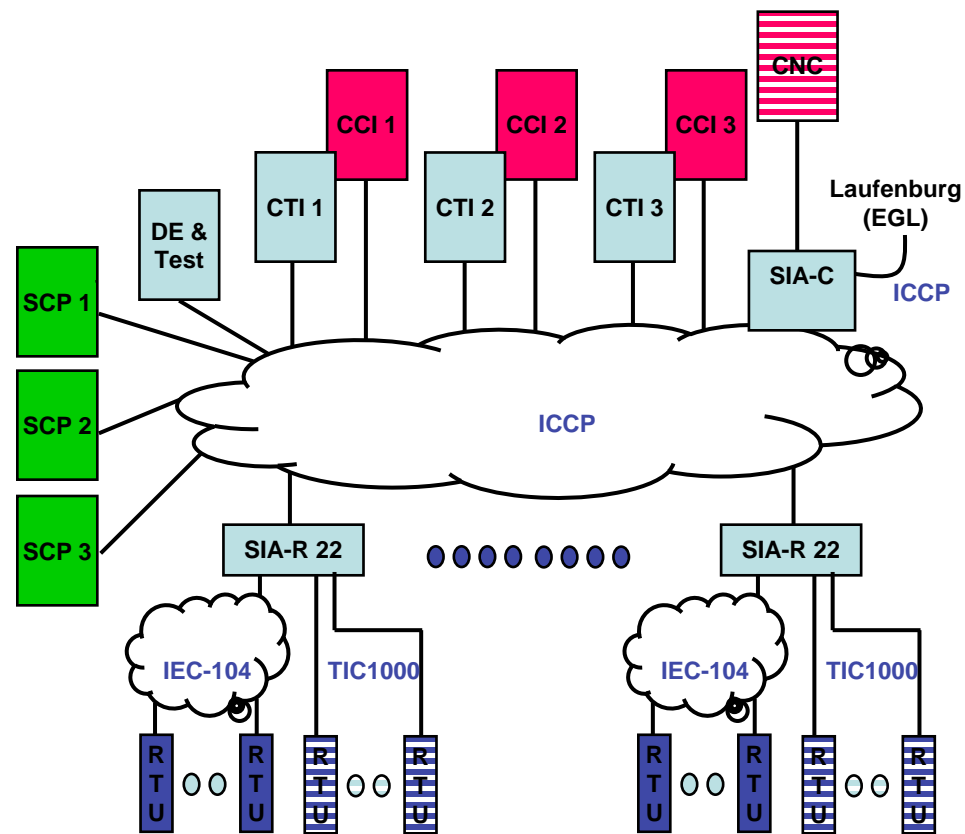 CNC
CCI 1
CCI 2
CCI 3
CTI 1
CTI 2
CTI 3
Laufenburg
(EGL)
DE &
Test
SIA-C
ICCP
SCP 1
SCP 2
ICCP
SCP 3
SIA-R 22
SIA-R 22
IEC-104
TIC1000
IEC-104
TIC1000
R
T
U
R
T
U
R
T
U
R
T
U
R
T
U
R
T
U
R
T
U
R
T
U